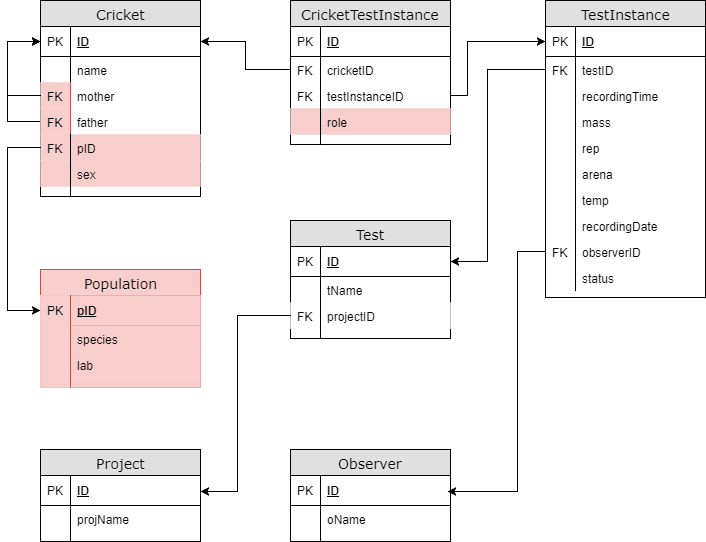 Cricket
PK ID
name
FK mother
FK father
FK pID
sex
CricketTestInstance
PK ID
FK cricketID
FK testInstanceID
role
TestInstance
PK ID
FK testID
recordingTime
mass
rep
arena
temp
recordingDate
FK observerID
status
Test
PK ID
tName
FK projectID
Population
PK pID
species
lab
Project
PK ID
projName
Observer
PK ID
oName